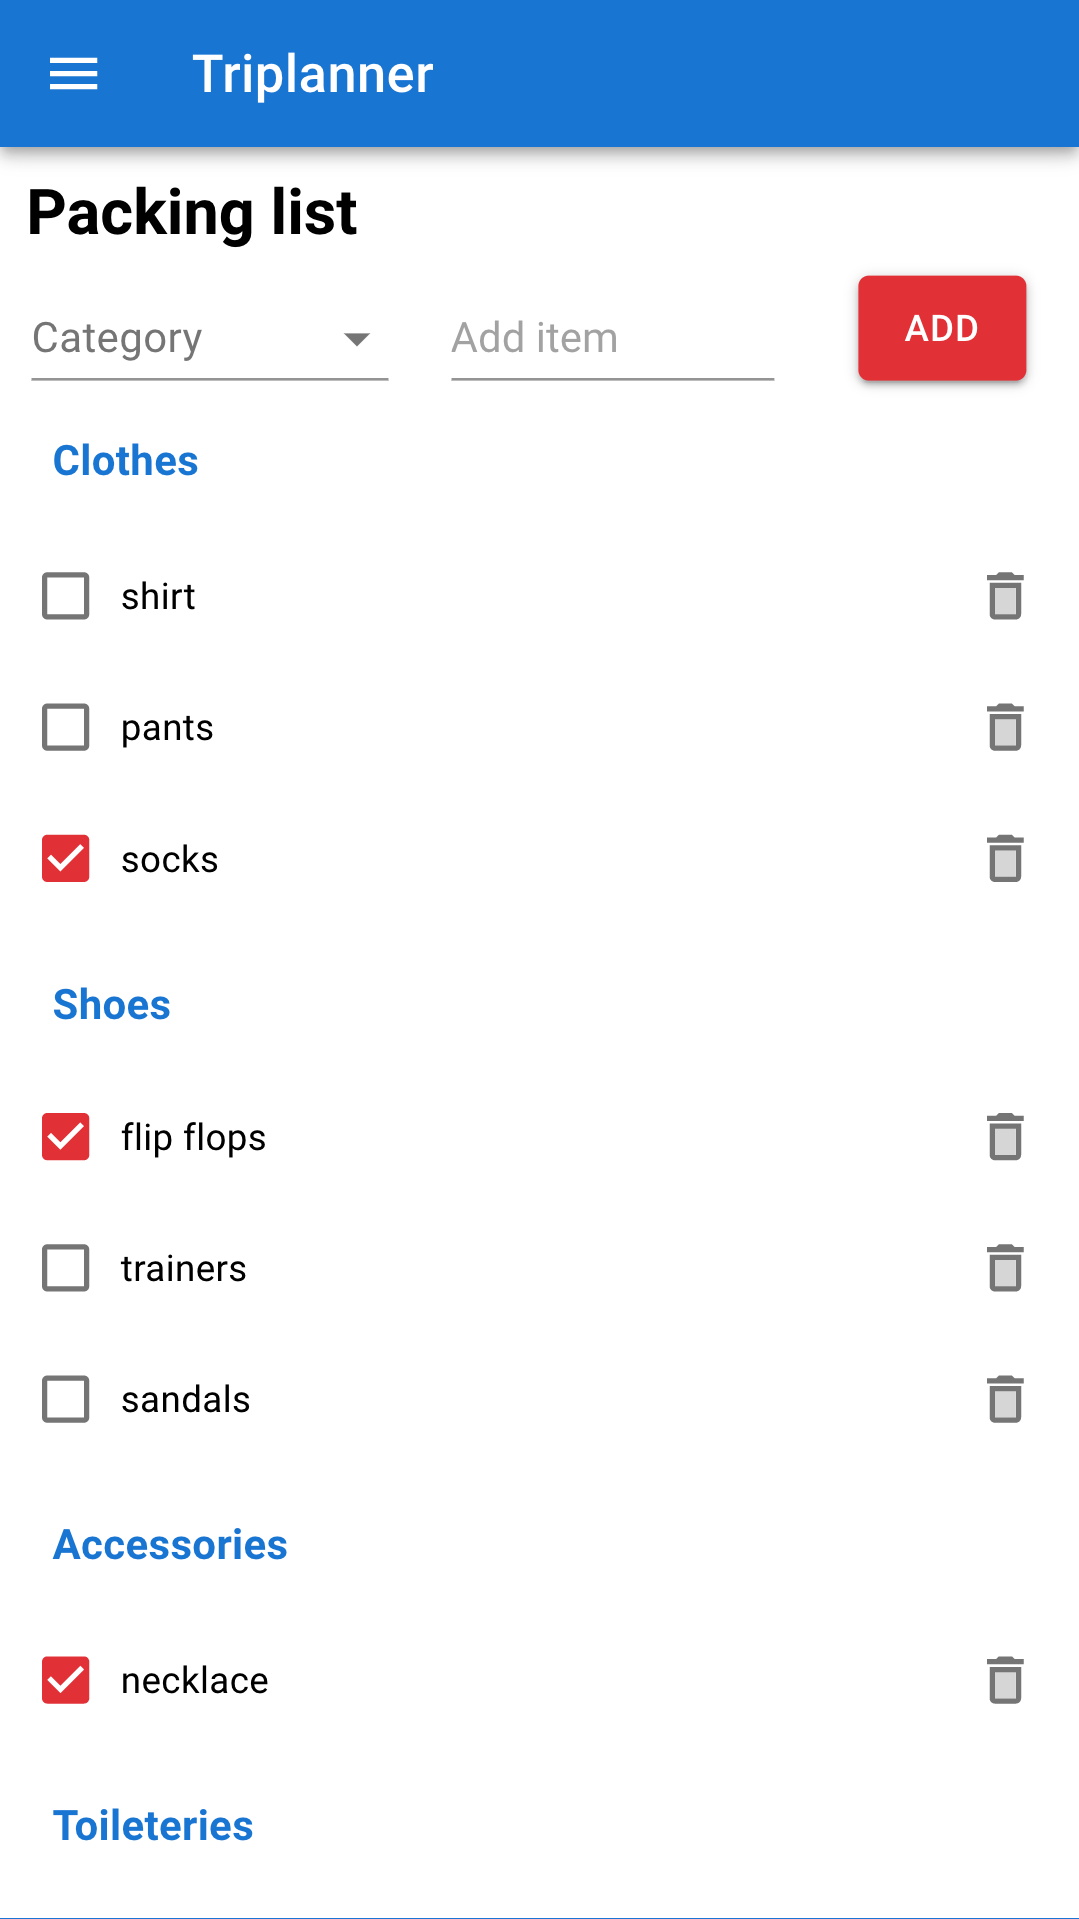 Triplanner
Packing list
Category Add item ADD
Clothes
shirt
pants
socks
Shoes
flip flops
trainers
sandals
Accessories
necklace
Toileteries